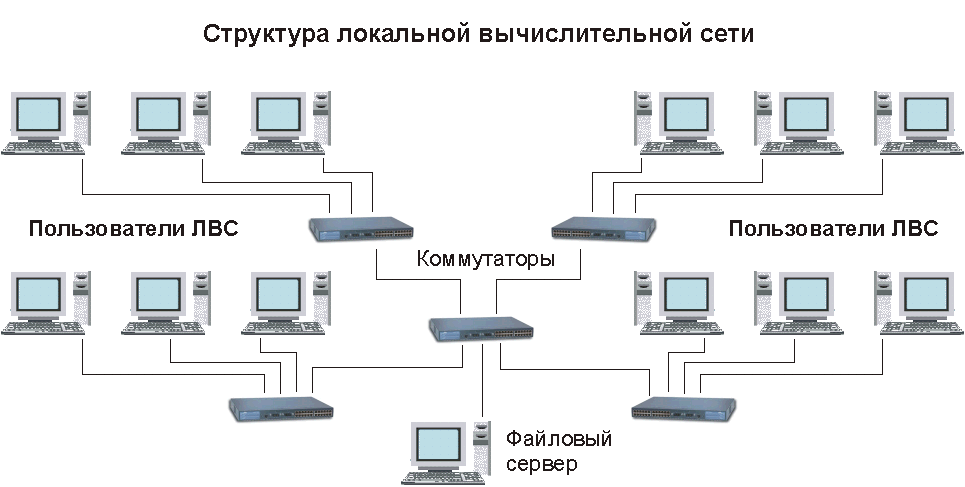 Структура локальной вычислительной сети
Пользователи ЛВС
Пользователи ЛВС
Коммутаторы
Файловый
сервер